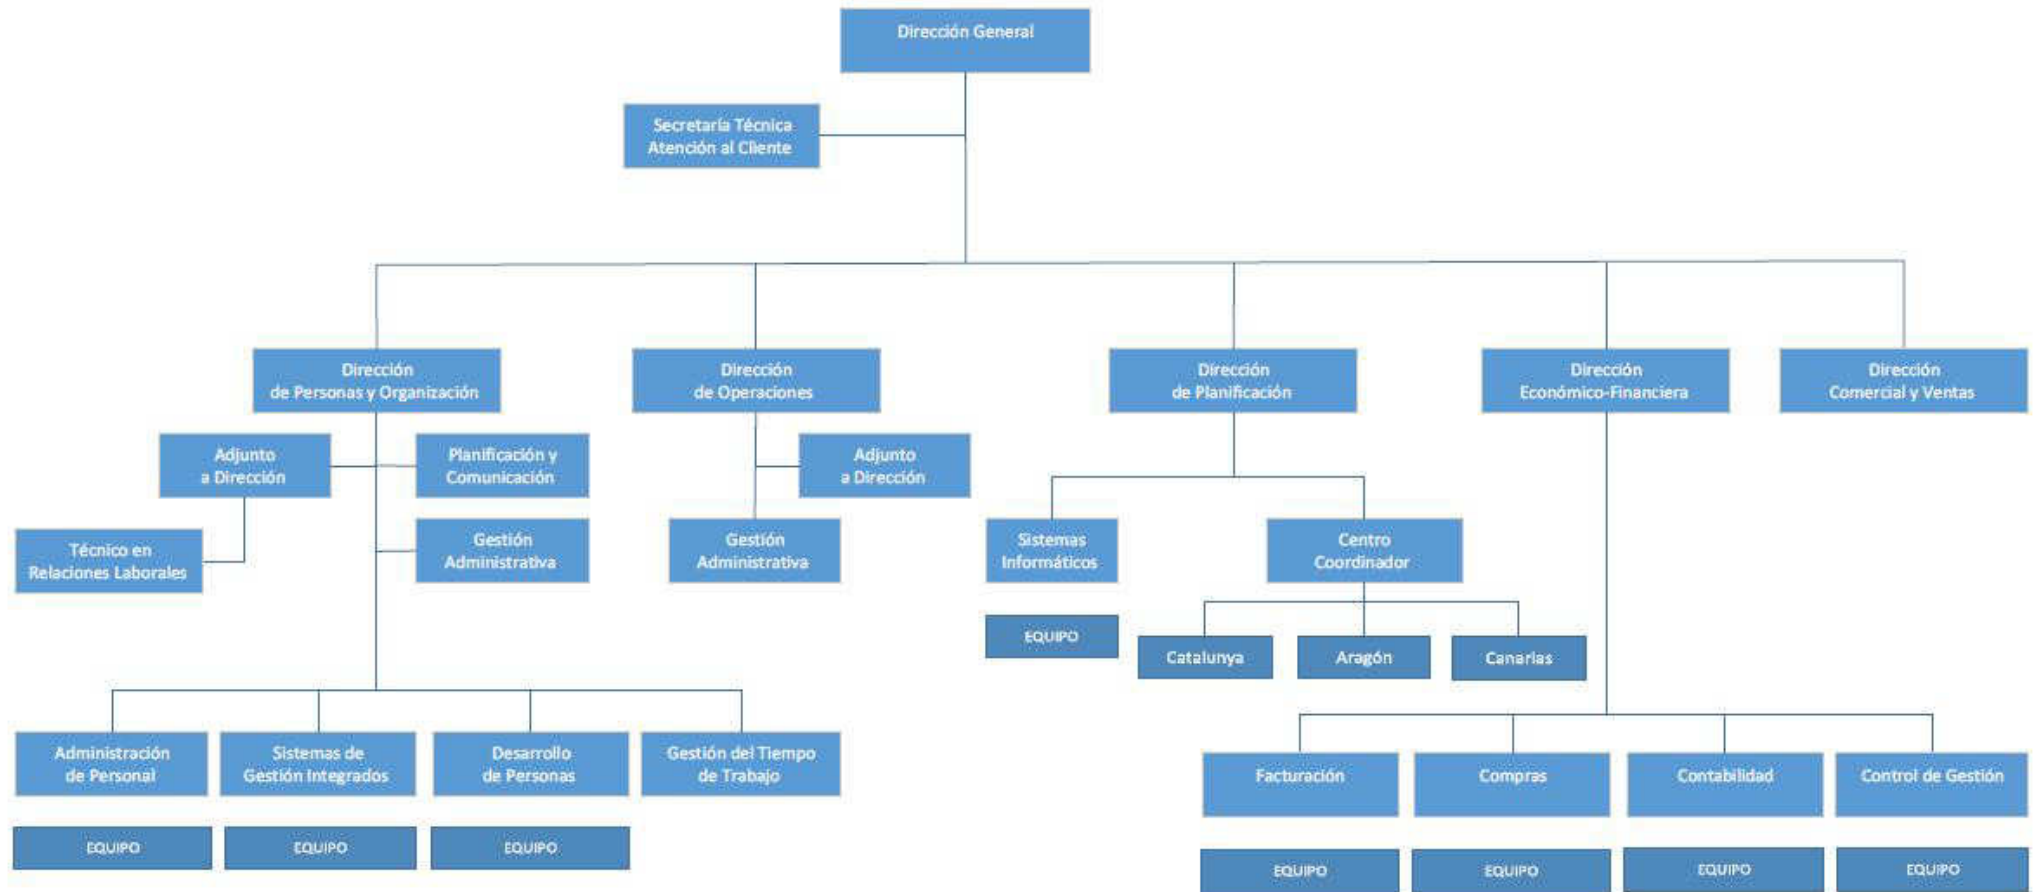 Dirección General
Secretaría Técnica
Atención al Cliente
Dirección
de Personas y Organización
Dirección
de Operaciones
Dirección
de Planificación
Dirección
Económico-Financiera
Dirección
Comercial y Ventas
Adjunto
a Dirección
Planificación y
Comunicación
Adjunto
a Dirección
Técnico en
Relaciones Laborales
Gestión
Administrativa
Gestión
Administrativa
Sistemas
Informáticos
Centro
Coordinador
EQUIPO
Catalunya
Aragón
Canarias
Administración
de Personal
Sistemas de
Gestión Integrados
Desarrollo
de Personas
Gestión del Tiempo
de Trabajo
Facturación
Compras
Contabilidad
Control de Gestión
EQUIPO
EQUIPO
EQUIPO
EQUIPO
EQUIPO
EQUIPO
EQUIPO